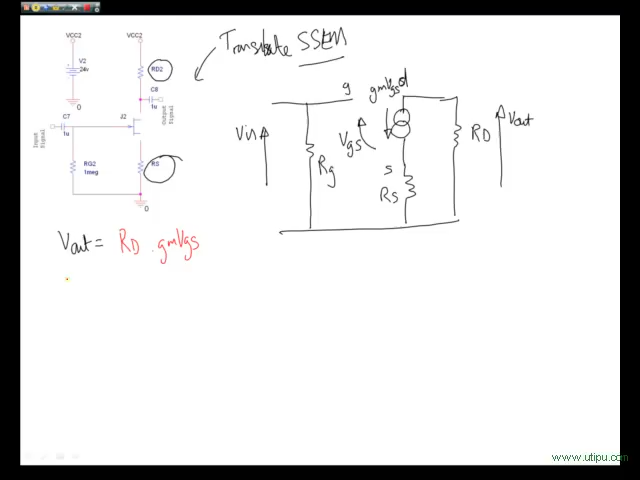 VCC2
VCC2
Translate SSEM
V2
24v
RD2
C8
1u
Output Signal
0
C7
1u
J2
Input Signal
RG2
1meg
RS
0
g
gmVgs
d
Vin
Rg
Vgs
s
Rs
RD
Vout
Vout = RD . gmVgs
www.utipu.com